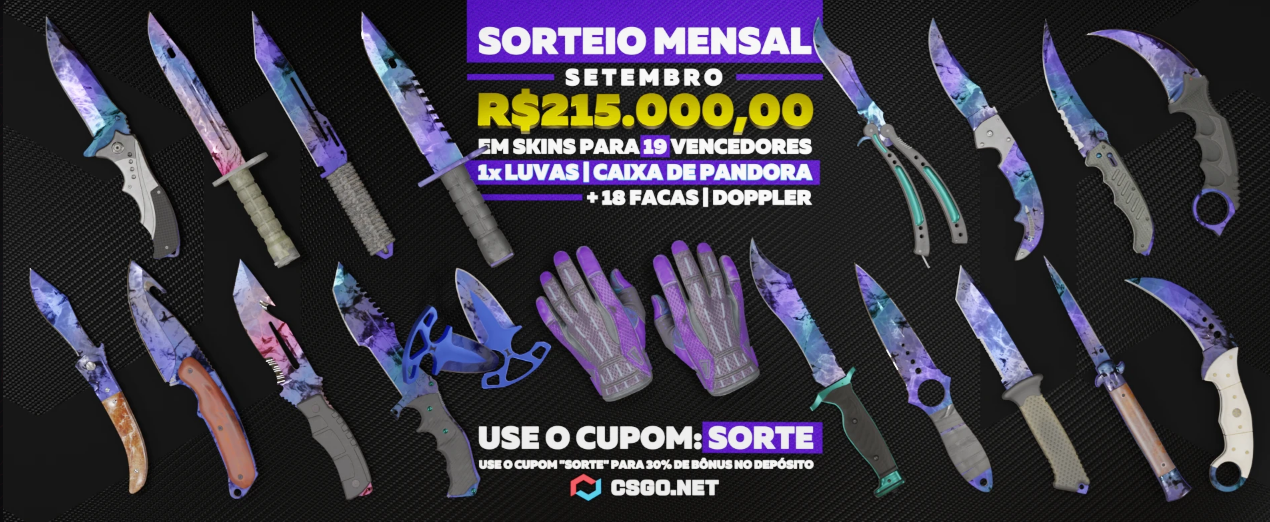 SORTEIO MENSAL
SETEMBRO
R$215.000,00
EM SKINS PARA 19 VENCEDORES
1x LUVAS | CAIXA DE PANDORA
+ 18 FACAS | DOPPLER
USE O CUPOM: SORTE
USE O CUPOM "SORTE" PARA 30% DE BÔNUS NO DEPÓSITO
CSGO.NET